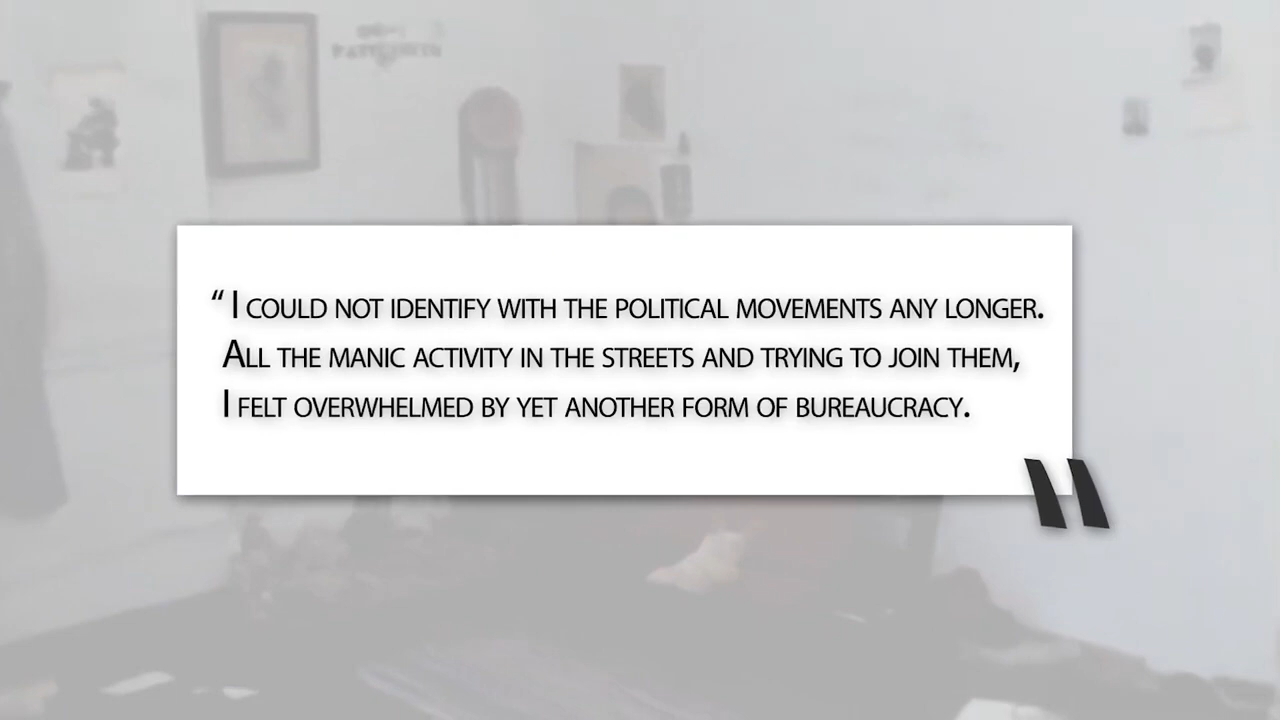 “ I could not identify with the political movements any longer.
All the manic activity in the streets and trying to join them,
I felt overwhelmed by yet another form of bureaucracy.
"